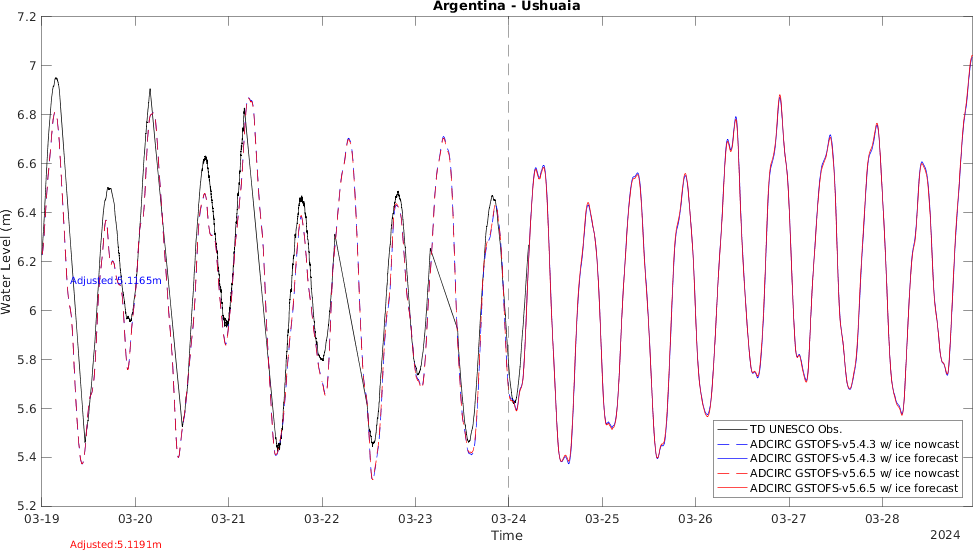 Argentina - Ushuaia
7.2
7
6.8
6.6
6.4
6.2
6
5.8
5.6
5.4
5.2
Water Level (m)
Adjusted:5.1165m
TD UNESCO Obs.
ADCIRC GSTOFS-v5.4.3 w/ ice nowcast
ADCIRC GSTOFS-v5.4.3 w/ ice forecast
ADCIRC GSTOFS-v5.6.5 w/ ice nowcast
ADCIRC GSTOFS-v5.6.5 w/ ice forecast
03-19 03-20 03-21 03-22 03-23 03-24 03-25 03-26 03-27 03-28
Time
2024
Adjusted:5.1191m